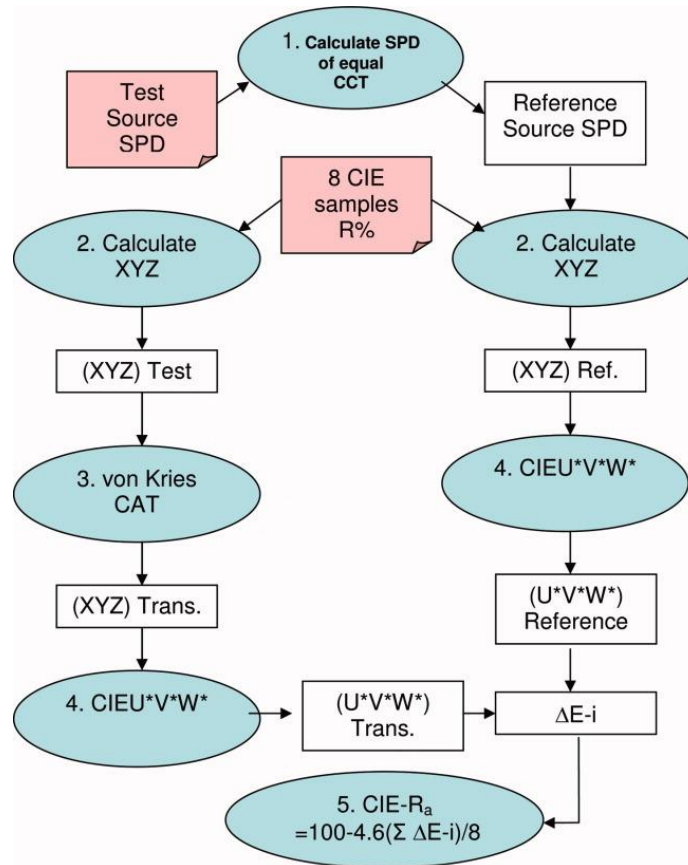 1. Calculate SPD
of equal
CCT
Test
Source
SPD
Reference
Source SPD
8 CIE
samples
R%
2. Calculate
XYZ
2. Calculate
XYZ
(XYZ) Test
(XYZ) Ref.
3. von Kries
CAT
4. CIEU*V*W*
(XYZ) Trans.
(U*V*W*)
Reference
4. CIEU*V*W*
(U*V*W*)
Trans.
ΔE-i
5. CIE-Rₐ
=100-4.6(Σ ΔE-i)/8